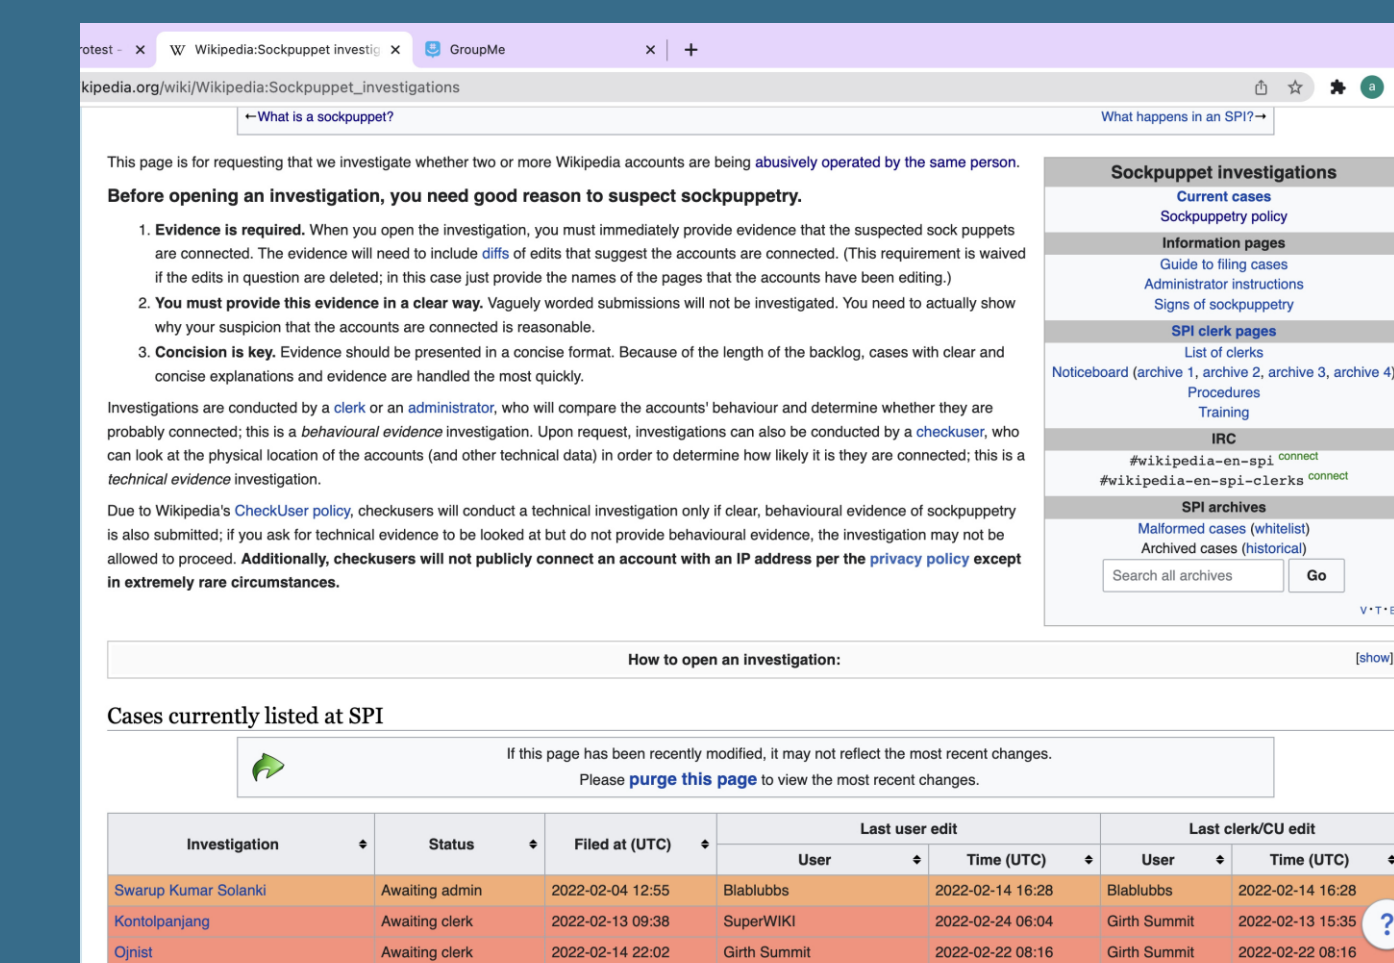 rotest -
Wikipedia:Sockpuppet investig
GroupMe
kipedia.org/wiki/Wikipedia:Sockpuppet_investigations
a
←What is a sockpuppet?
What happens in an SPI?→
This page is for requesting that we investigate whether two or more Wikipedia accounts are being abusively operated by the same person.
Before opening an investigation, you need good reason to suspect sockpuppetry.
1. Evidence is required. When you open the investigation, you must immediately provide evidence that the suspected sock puppets
are connected. The evidence will need to include diffs of edits that suggest the accounts are connected. (This requirement is waived
if the edits in question are deleted; in this case just provide the names of the pages that the accounts have been editing.)
2. You must provide this evidence in a clear way. Vaguely worded submissions will not be investigated. You need to actually show
why your suspicion that the accounts are connected is reasonable.
3. Concision is key. Evidence should be presented in a concise format. Because of the length of the backlog, cases with clear and
concise explanations and evidence are handled the most quickly.
Investigations are conducted by a clerk or an administrator, who will compare the accounts' behaviour and determine whether they are
probably connected; this is a behavioural evidence investigation. Upon request, investigations can also be conducted by a checkuser, who
can look at the physical location of the accounts (and other technical data) in order to determine how likely it is they are connected; this is a
technical evidence investigation.
Due to Wikipedia's CheckUser policy, checkusers will conduct a technical investigation only if clear, behavioural evidence of sockpuppetry
is also submitted; if you ask for technical evidence to be looked at but do not provide behavioural evidence, the investigation may not be
allowed to proceed. Additionally, checkusers will not publicly connect an account with an IP address per the privacy policy except
in extremely rare circumstances.
Sockpuppet investigations
Current cases
Sockpuppetry policy
Information pages
Guide to filing cases
Administrator instructions
Signs of sockpuppetry
SPI clerk pages
List of clerks
Noticeboard (archive 1, archive 2, archive 3, archive 4)
Procedures
Training
IRC
#wikipedia-en-spi connect
#wikipedia-en-spi-clerks connect
SPI archives
Malformed cases (whitelist)
Archived cases (historical)
Search all archives Go
V·T·E
How to open an investigation:
[show]
Cases currently listed at SPI
If this page has been recently modified, it may not reflect the most recent changes.
Please purge this page to view the most recent changes.
Investigation Status Filed at (UTC) Last user edit Last clerk/CU edit
User Time (UTC) User Time (UTC)
Swarup Kumar Solanki Awaiting admin 2022-02-04 12:55 Blablubbs 2022-02-14 16:28 Blablubbs 2022-02-14 16:28
Kontolpanjang Awaiting clerk 2022-02-13 09:38 SuperWIKI 2022-02-24 06:04 Girth Summit 2022-02-13 15:35
?
Ojnist Awaiting clerk 2022-02-14 22:02 Girth Summit 2022-02-22 08:16 Girth Summit 2022-02-22 08:16